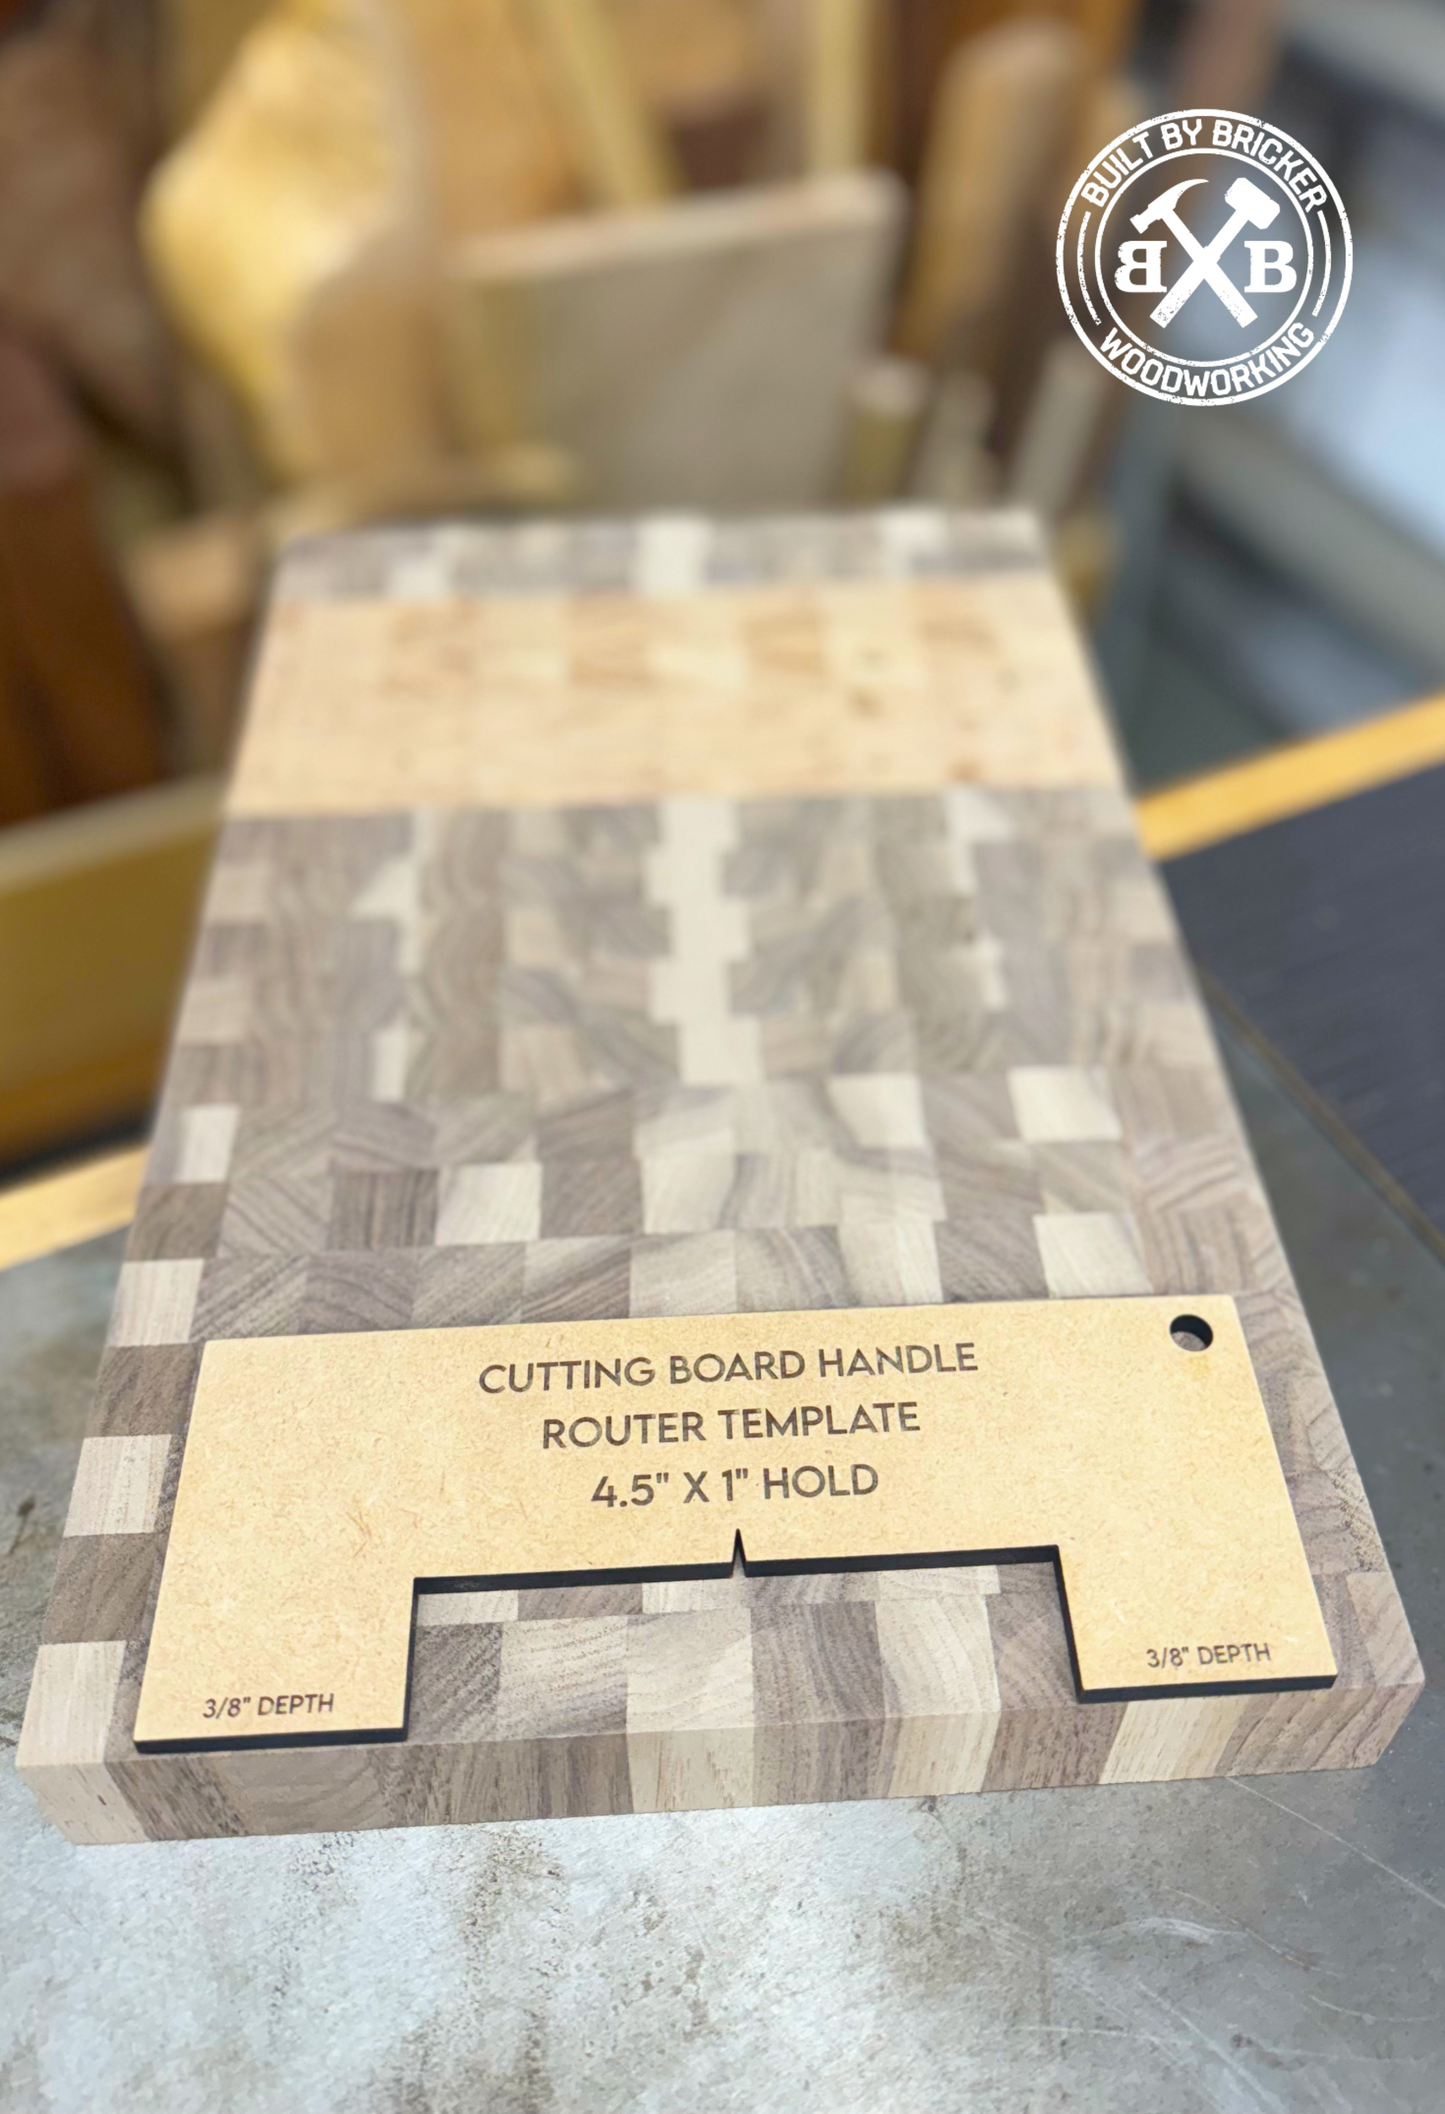 BUILT BY BRICKER
B B
WOODWORKING
CUTTING BOARD HANDLE
ROUTER TEMPLATE
4.5" X 1" HOLD
3/8" DEPTH
3/8" DEPTH